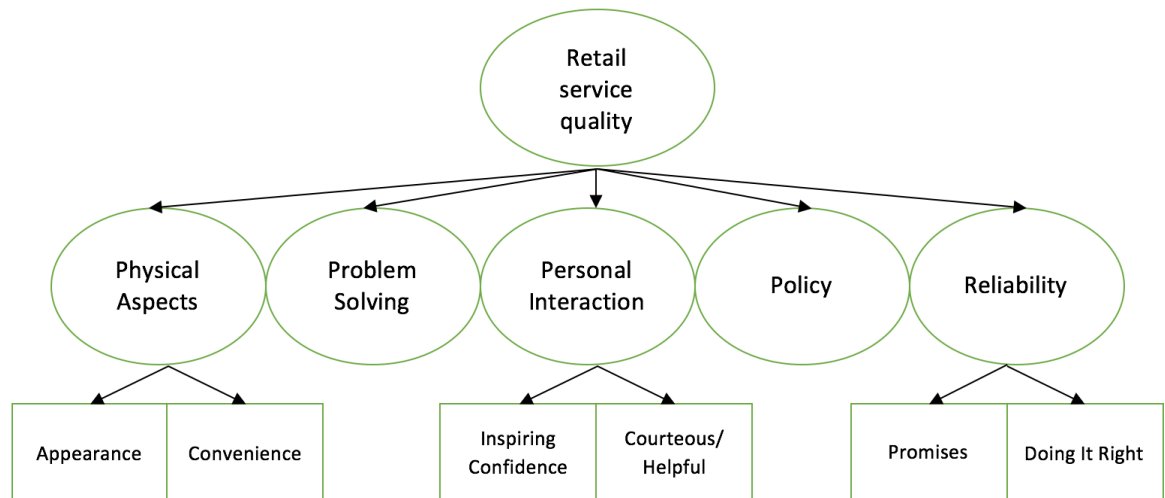 Retail
service
quality
Physical
Aspects
Problem
Solving
Personal
Interaction
Policy
Reliability
Appearance
Convenience
Inspiring
Confidence
Courteous/
Helpful
Promises
Doing It Right